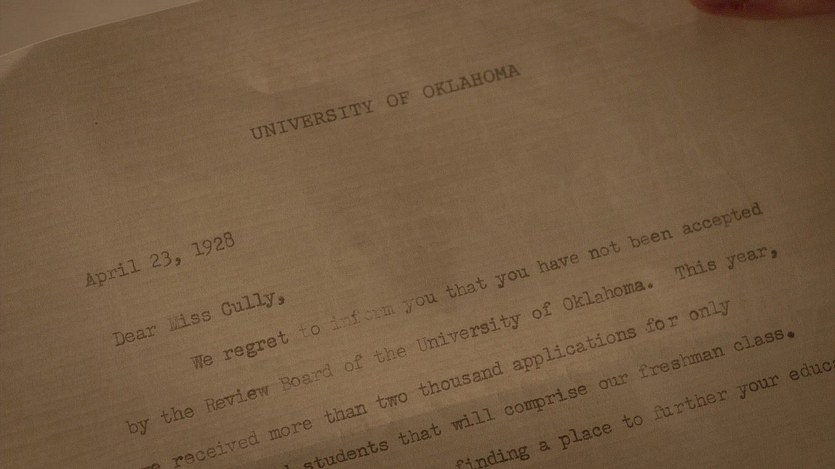 UNIVERSITY OF OKLAHOMA
April 23, 1928
Dear Miss Gully,
We regret to inform you that you have not been accepted
by the Review Board of the University of Oklahoma. This year,
received more than two thousand applications for only
students that will comprise our freshman class.
finding a place to further your